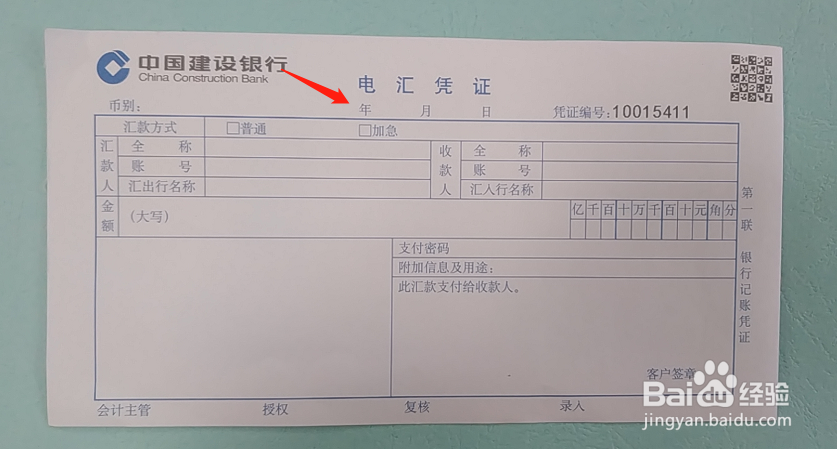 中国建设银行
China Construction Bank
电汇凭证
币别：
年 月 日
凭证编号：10015411
汇款方式 普通 加急
汇款人 全称 收款人 全称
账号 账号
汇出行名称 汇入行名称
金额 (大写) 亿千百十万千百十元角分
支付密码
附加信息及用途：
此汇款支付给收款人。
客户签章
第一联 银行记账凭证
会计主管 授权 复核 录入
Baidu经验
jingyan.baidu.com